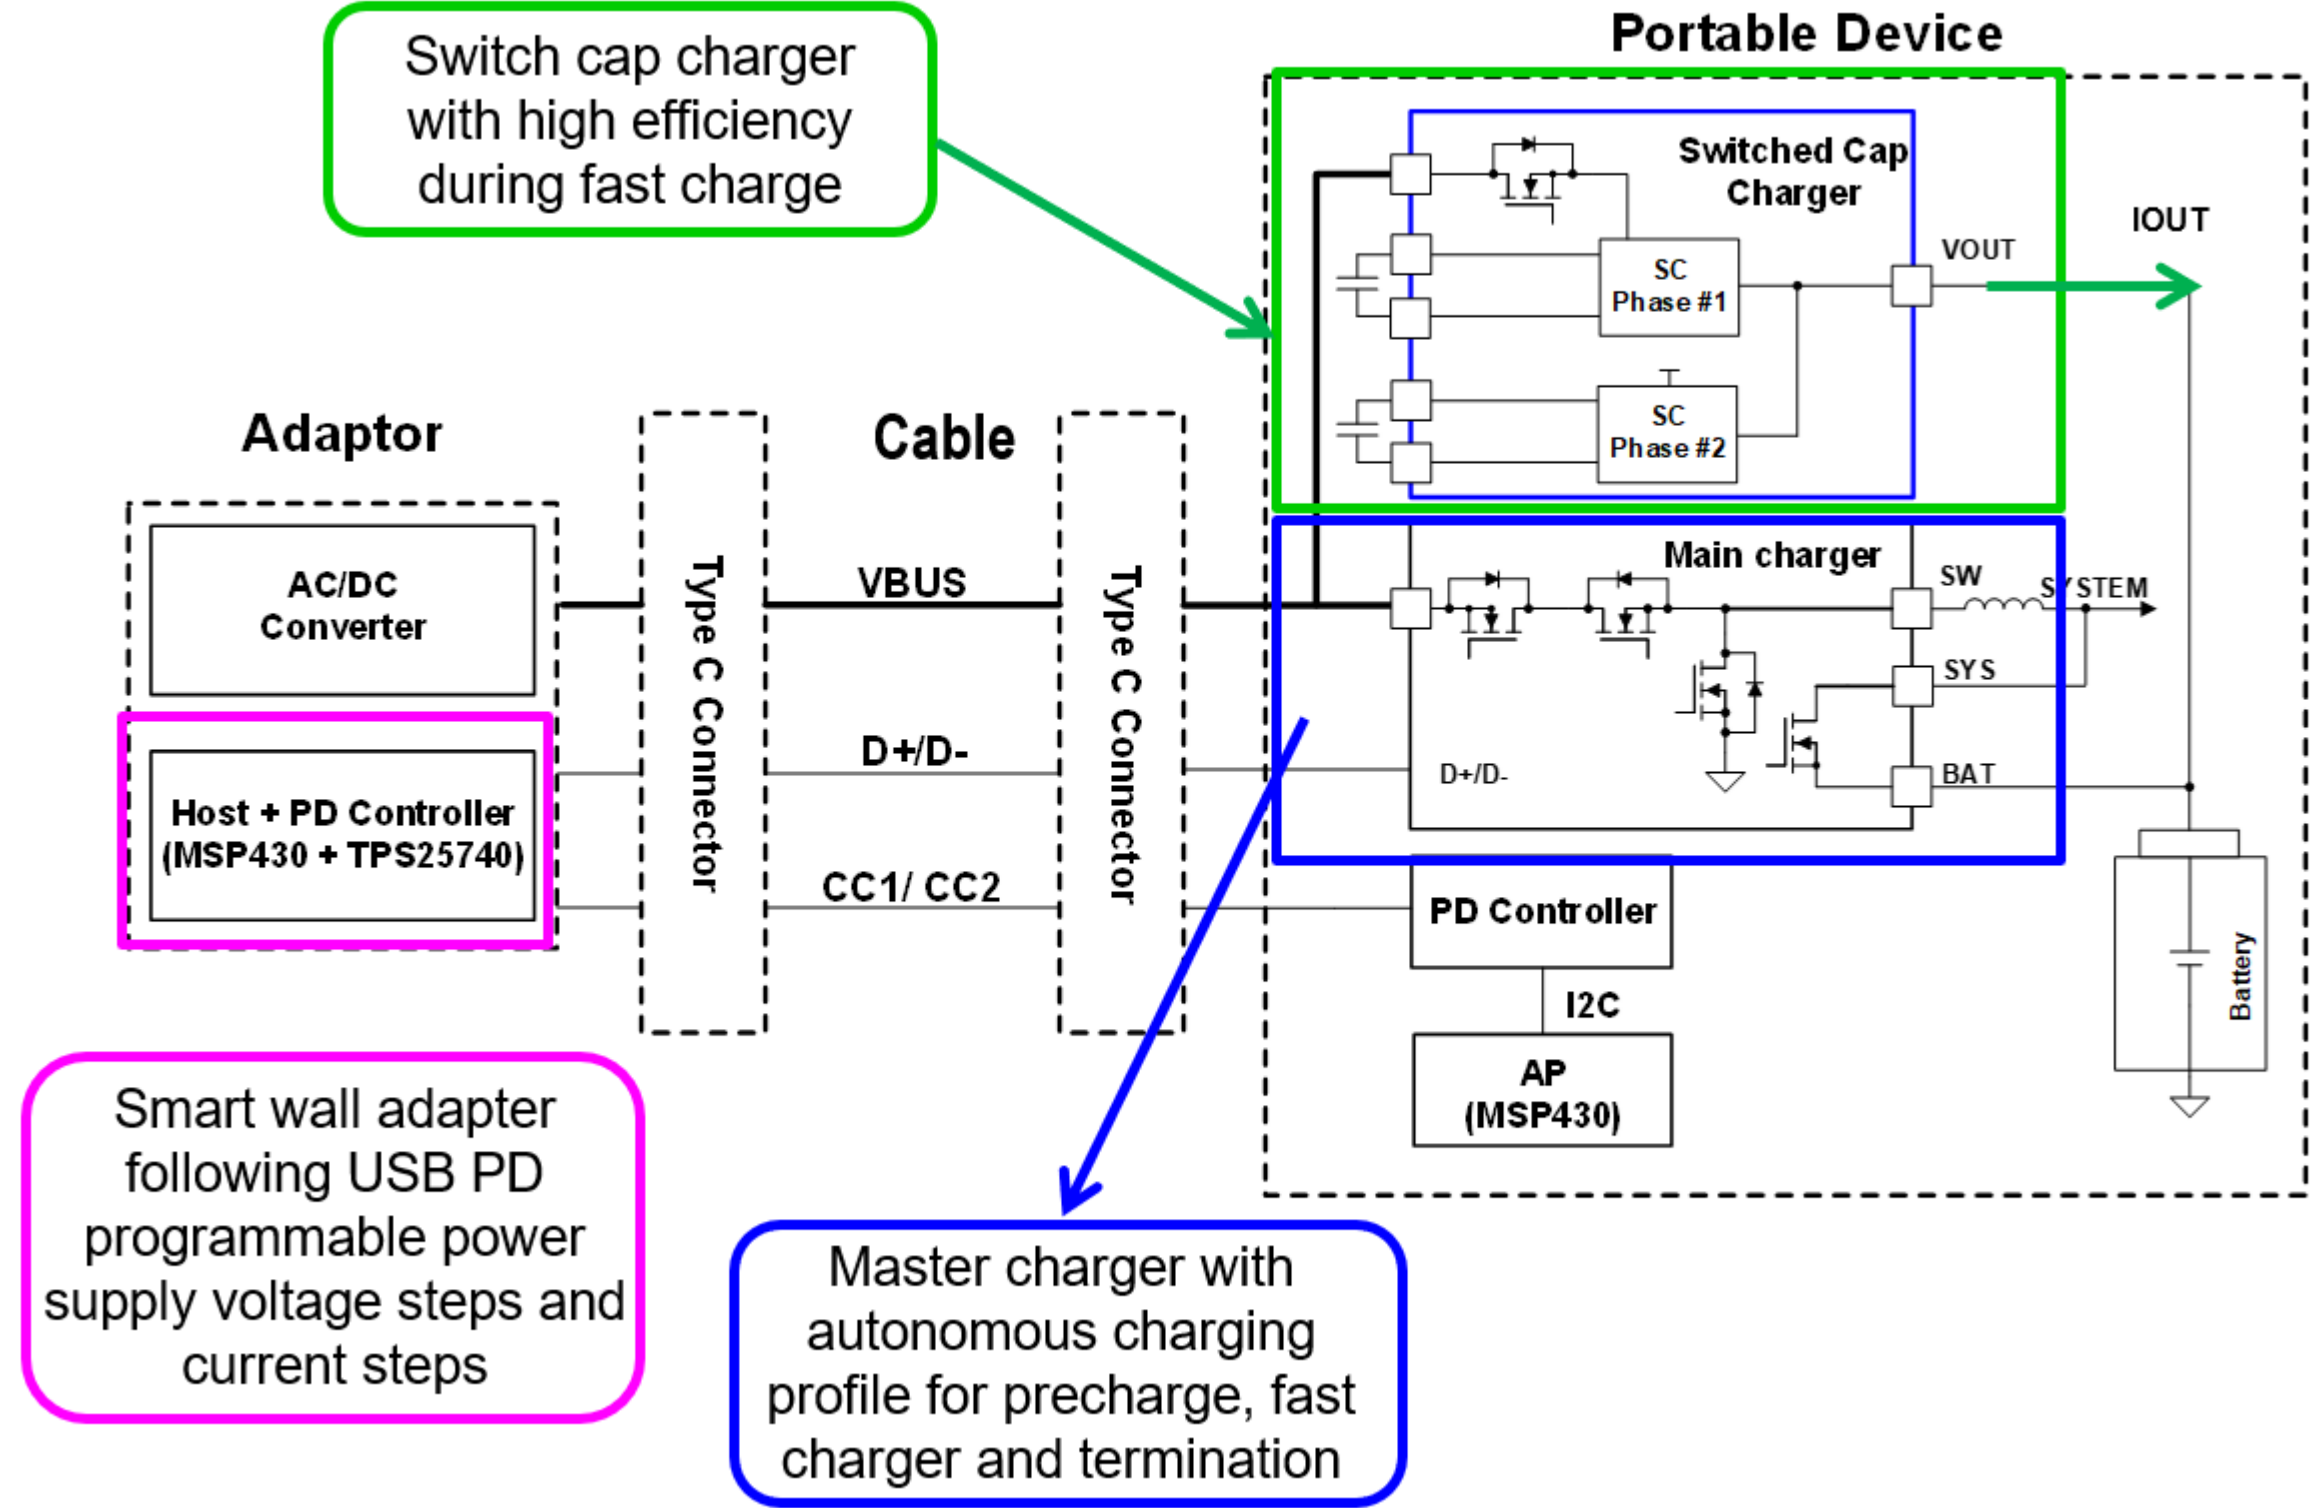 Portable Device
Switch cap charger
with high efficiency
during fast charge
Switched Cap
Charger
IOUT
VOUT
SC
Phase #1
SC
Phase #2
Adaptor
Cable
AC/DC
Converter
Type C Connector
VBUS
Type C Connector
Main charger
SW
SYSTEM
SYS
D+/D-
D+/D-
BAT
Host + PD Controller
(MSP430 + TPS25740)
CC1/ CC2
PD Controller
Battery
I2C
AP
(MSP430)
Smart wall adapter
following USB PD
programmable power
supply voltage steps and
current steps
Master charger with
autonomous charging
profile for precharge, fast
charger and termination